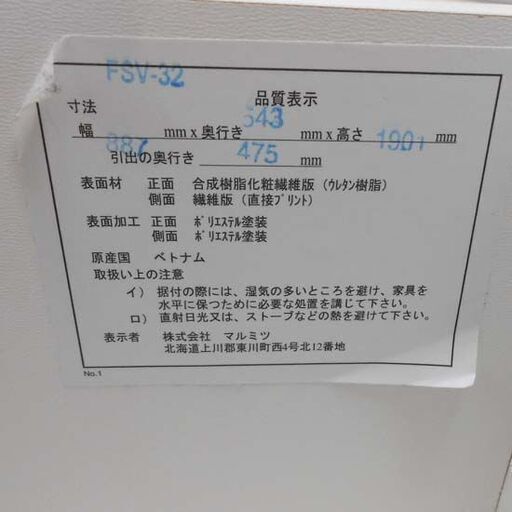 FSV-32
品質表示
寸法
幅 887 mmx奥行き 543 mmx高さ 1901 mm
引出の奥行き 475 mm
表面材 正面 合成樹脂化粧繊維版（ウレタン樹脂）
側面 繊維版（直接プリント）
表面加工 正面 ポリエステル塗装
側面 ポリエステル塗装
原産国 ベトナム
取扱い上の注意
イ） 据付の際には、湿気の多いところを避け、家具を
水平に保つために必要な処置を講じて下さい。
ロ） 直射日光又は、ストーブなどの熱を避けて下さい。
表示者 株式会社 マルミツ
北海道上川郡東川町西4号北12番地
No.1